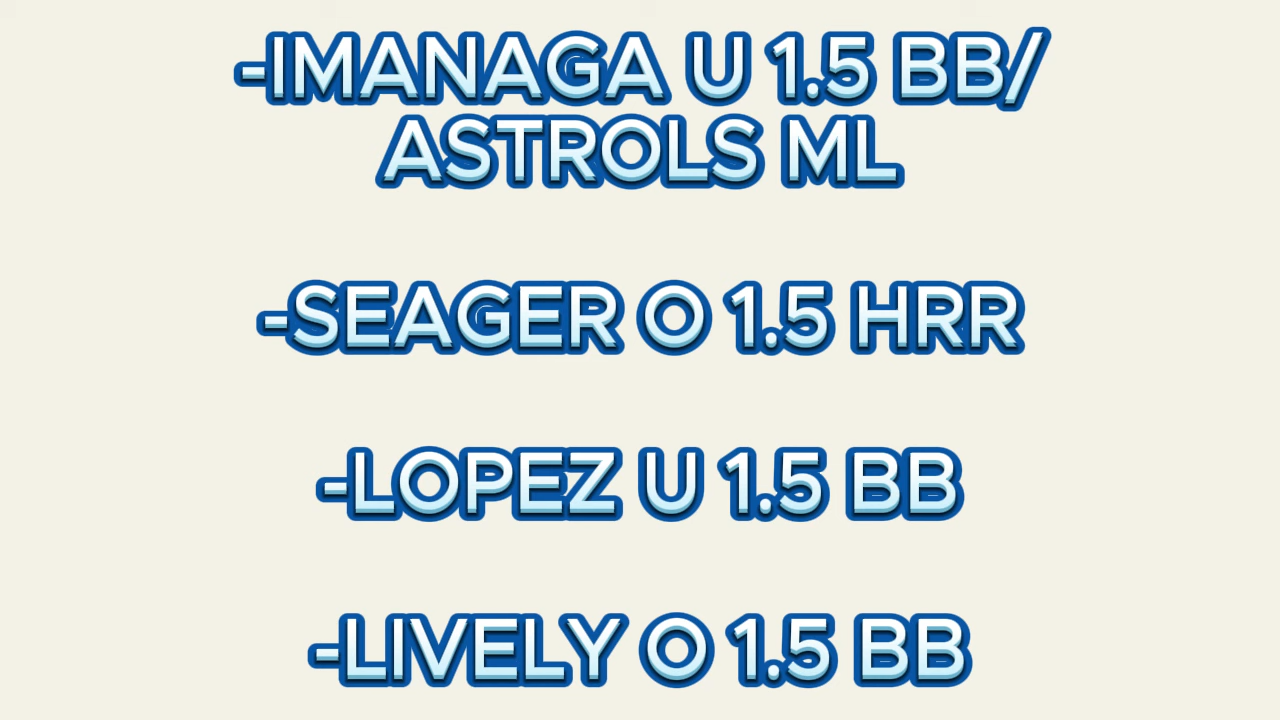 -IMANAGA U 1.5 BB/
ASTROLS ML
-SEAGER O 1.5 HRR
-LOPEZ U 1.5 BB
-LIVELY O 1.5 BB